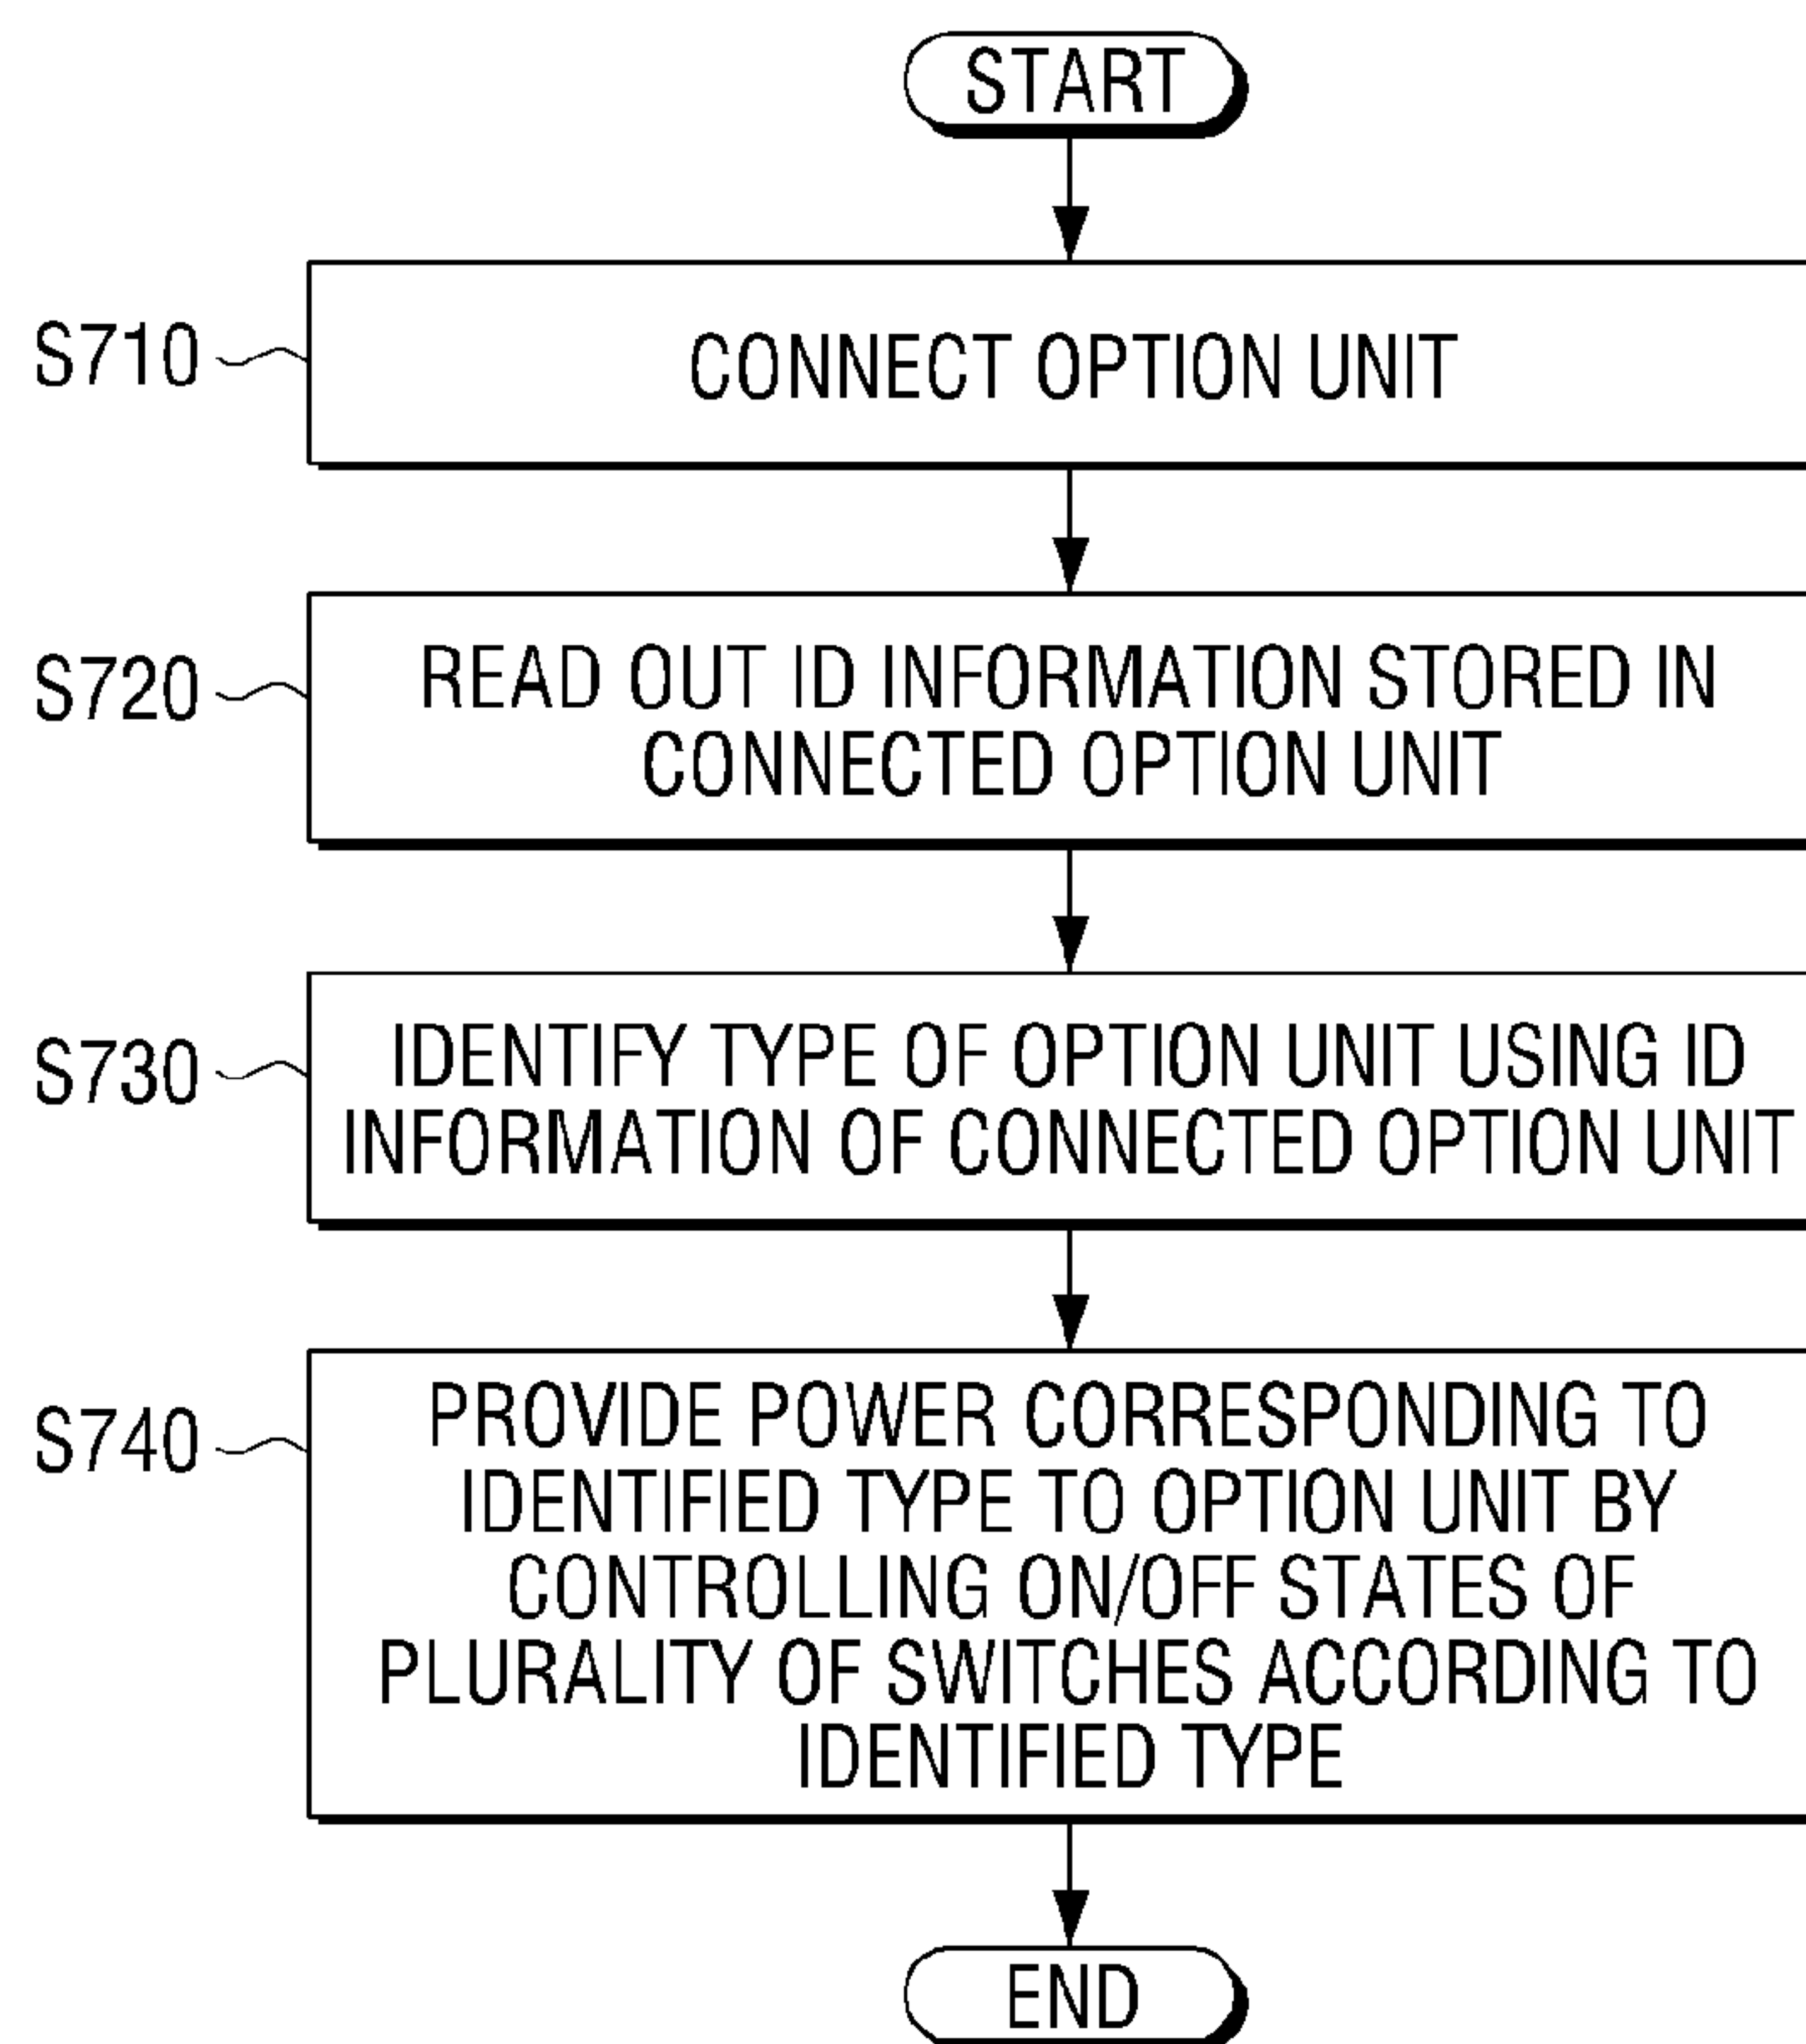 START
S710
CONNECT OPTION UNIT
S720
READ OUT ID INFORMATION STORED IN
CONNECTED OPTION UNIT
S730
IDENTIFY TYPE OF OPTION UNIT USING ID
INFORMATION OF CONNECTED OPTION UNIT
S740
PROVIDE POWER CORRESPONDING TO
IDENTIFIED TYPE TO OPTION UNIT BY
CONTROLLING ON/OFF STATES OF
PLURALITY OF SWITCHES ACCORDING TO
IDENTIFIED TYPE
END